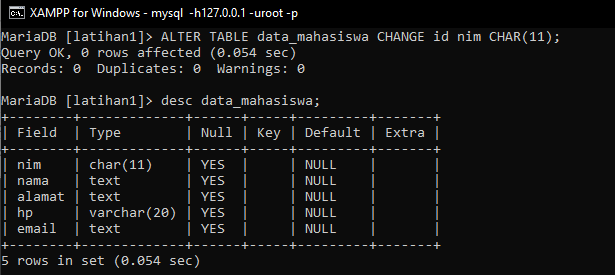 XAMPP for Windows - mysql  -h127.0.0.1 -uroot -p
MariaDB [latihan1]> ALTER TABLE data_mahasiswa CHANGE id nim CHAR(11);
Query OK, 0 rows affected (0.054 sec)
Records: 0  Duplicates: 0  Warnings: 0
MariaDB [latihan1]> desc data_mahasiswa;
+--------+-------------+------+-----+---------+-------+
| Field  | Type        | Null | Key | Default | Extra |
+--------+-------------+------+-----+---------+-------+
| nim    | char(11)    | YES  |     | NULL    |       |
| nama   | text        | YES  |     | NULL    |       |
| alamat | text        | YES  |     | NULL    |       |
| hp     | varchar(20) | YES  |     | NULL    |       |
| email  | text        | YES  |     | NULL    |       |
+--------+-------------+------+-----+---------+-------+
5 rows in set (0.054 sec)